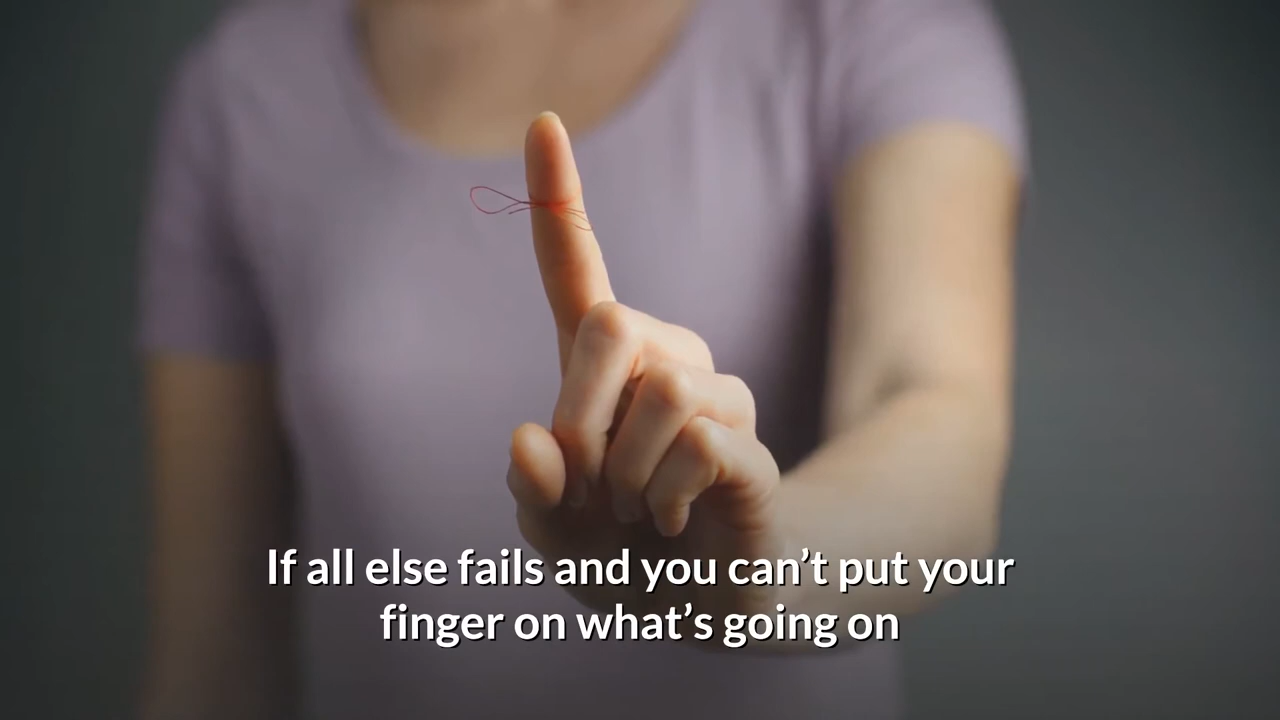 If all else fails and you can’t put your
finger on what’s going on